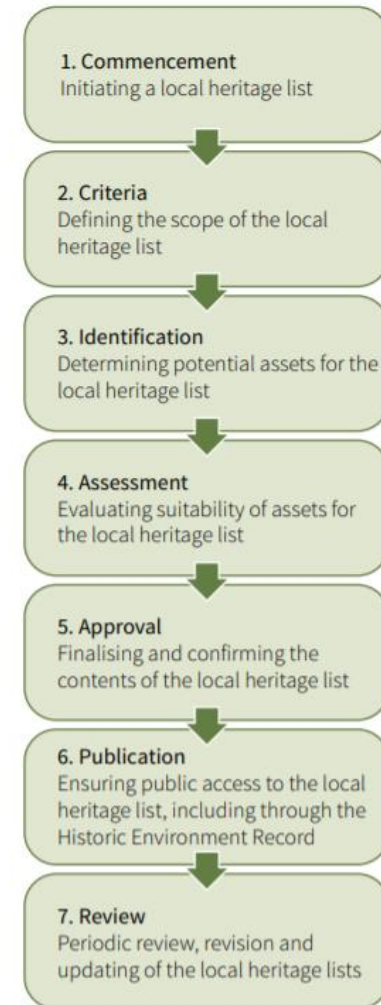 1. Commencement
Initiating a local heritage list
2. Criteria
Defining the scope of the local
heritage list
3. Identification
Determining potential assets for the
local heritage list
4. Assessment
Evaluating suitability of assets for
the local heritage list
5. Approval
Finalising and confirming the
contents of the local heritage list
6. Publication
Ensuring public access to the local
heritage list, including through the
Historic Environment Record
7. Review
Periodic review, revision and
updating of the local heritage lists